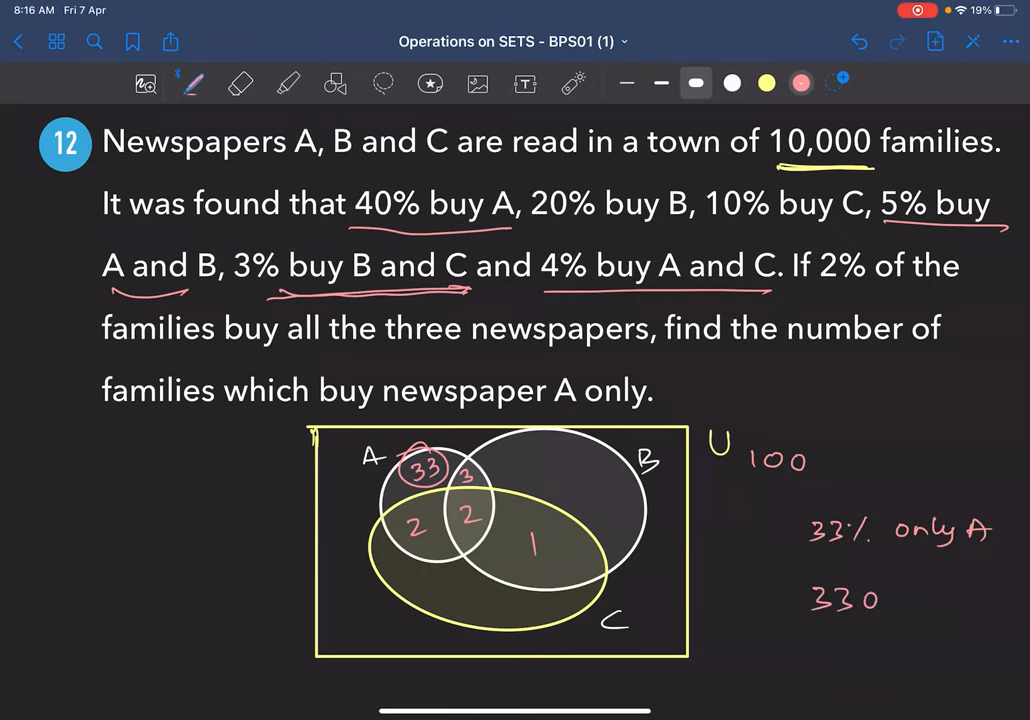 8:16 AM Fri 7 Apr
19%
Operations on SETS - BPS01 (1)
12 Newspapers A, B and C are read in a town of 10,000 families.
It was found that 40% buy A, 20% buy B, 10% buy C, 5% buy
A and B, 3% buy B and C and 4% buy A and C. If 2% of the
families buy all the three newspapers, find the number of
families which buy newspaper A only.
A 33 3 B U 100
2 2 1 33% only A
330
C